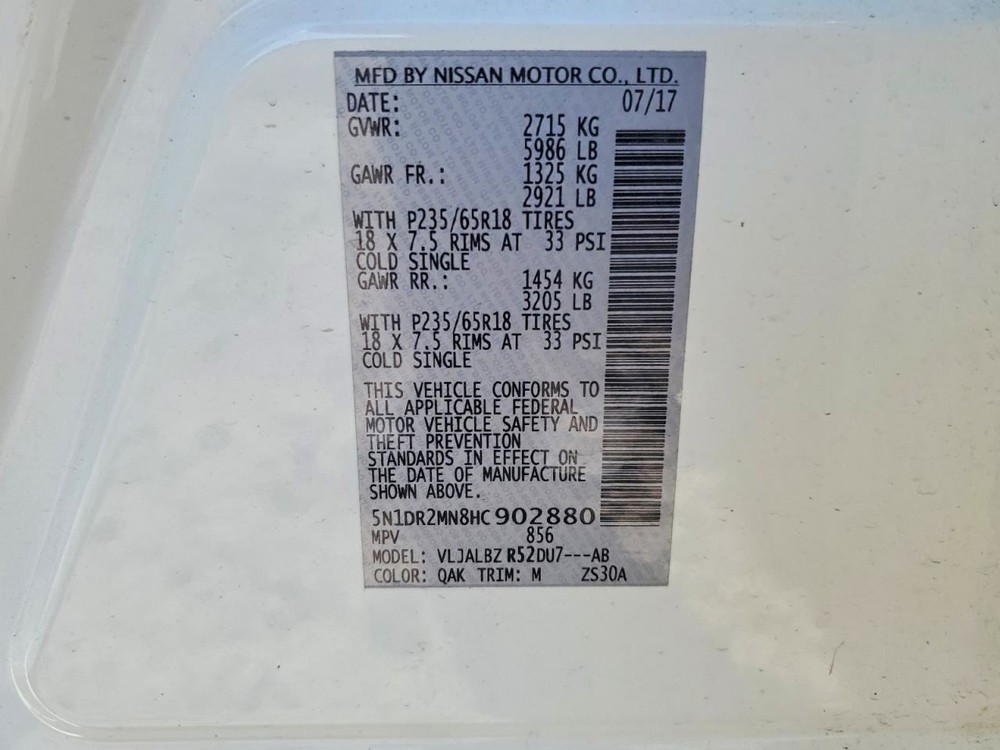 MFD BY NISSAN MOTOR CO., LTD.
DATE: 07/17
GVWR: 2715 KG
5986 LB
GAWR FR.: 1325 KG
2921 LB
WITH P235/65R18 TIRES
18 X 7.5 RIMS AT 33 PSI
COLD SINGLE
GAWR RR.: 1454 KG
3205 LB
WITH P235/65R18 TIRES
18 X 7.5 RIMS AT 33 PSI
COLD SINGLE
THIS VEHICLE CONFORMS TO
ALL APPLICABLE FEDERAL
MOTOR VEHICLE SAFETY AND
THEFT PREVENTION
STANDARDS IN EFFECT ON
THE DATE OF MANUFACTURE
SHOWN ABOVE.
5N1DR2MN8HC902880
MPV 856
MODEL: VLJALBZ R52DU7---AB
COLOR: QAK TRIM: M ZS30A